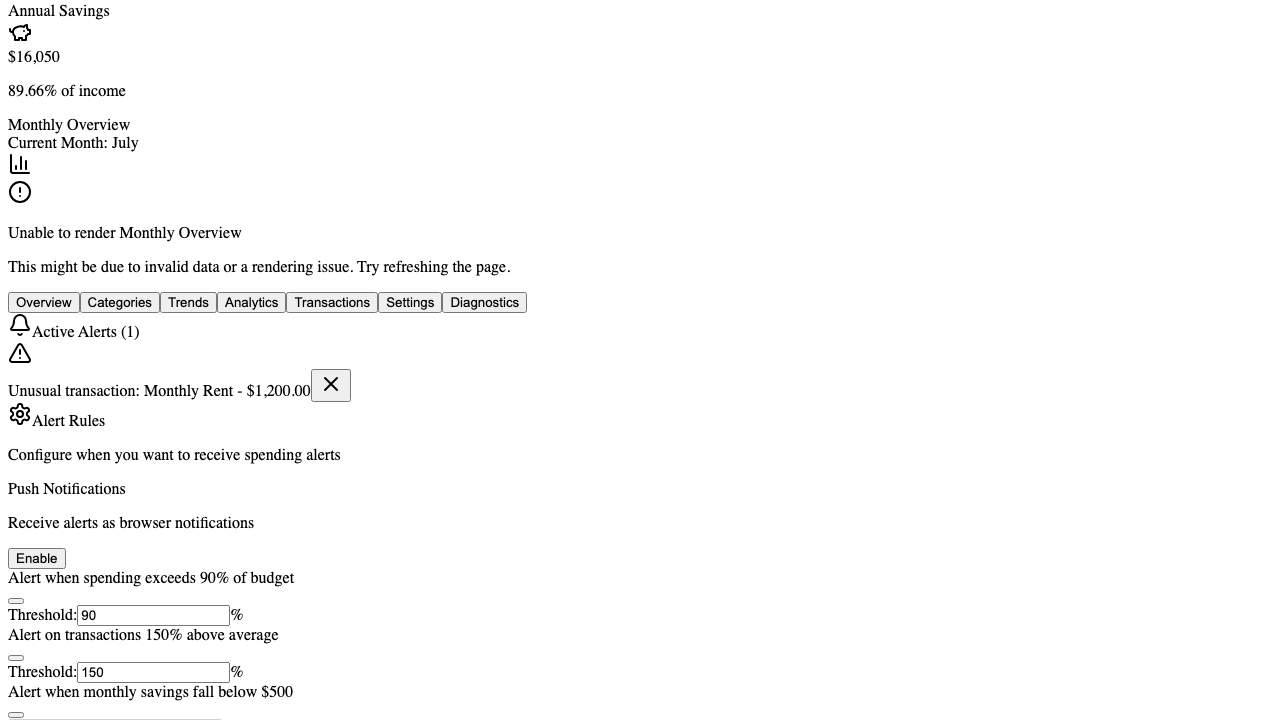 Annual Savings
$16,050
89.66% of income
Monthly Overview
Current Month: July
Unable to render Monthly Overview
This might be due to invalid data or a rendering issue. Try refreshing the page.
Overview Categories Trends Analytics Transactions Settings Diagnostics
Active Alerts (1)
Unusual transaction: Monthly Rent - $1,200.00
Alert Rules
Configure when you want to receive spending alerts
Push Notifications
Receive alerts as browser notifications
Enable
Alert when spending exceeds 90% of budget
Threshold: 90 %
Alert on transactions 150% above average
Threshold: 150 %
Alert when monthly savings fall below $500